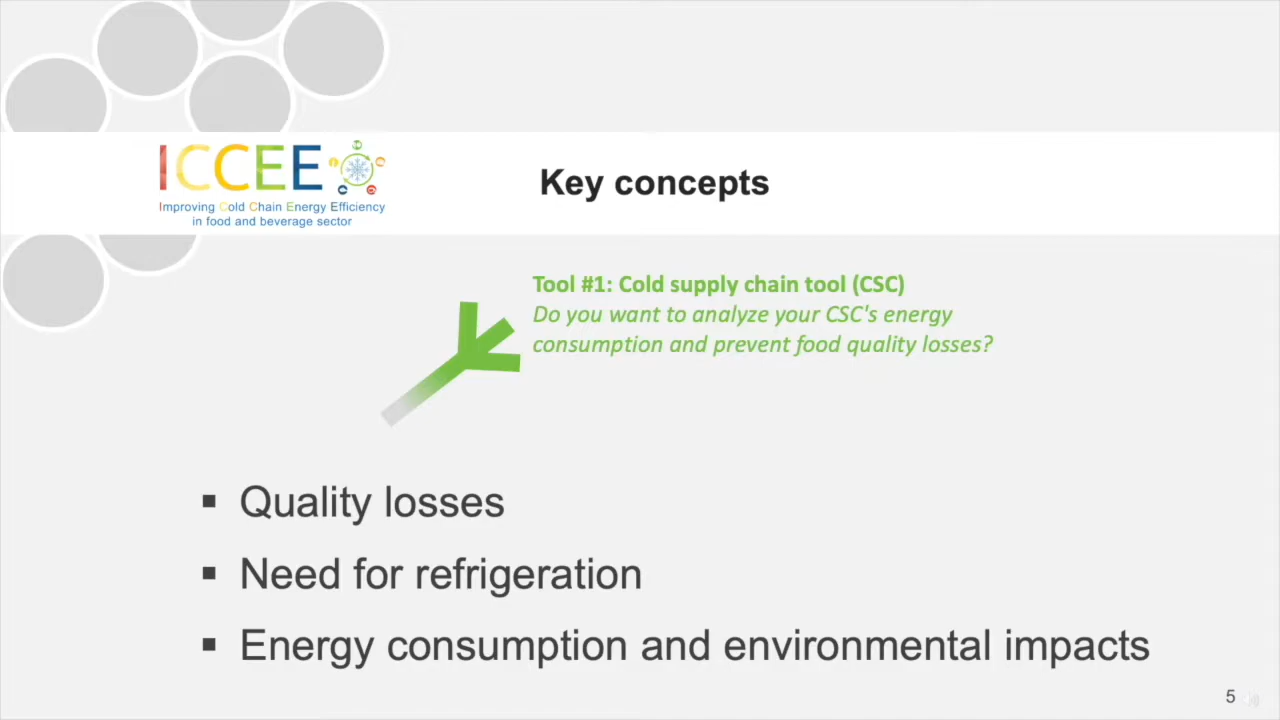 ICCEE
Improving Cold Chain Energy Efficiency
in food and beverage sector
Key concepts
Tool #1: Cold supply chain tool (CSC)
Do you want to analyze your CSC's energy
consumption and prevent food quality losses?
▪ Quality losses
▪ Need for refrigeration
▪ Energy consumption and environmental impacts
5